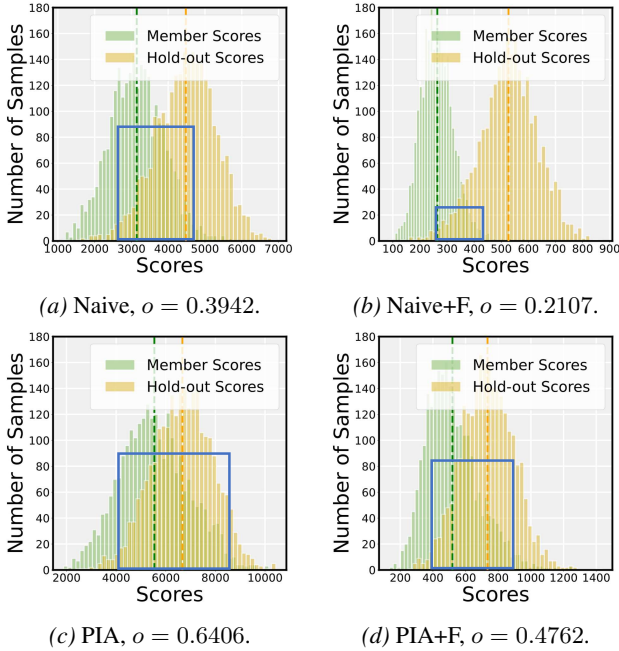 Number of Samples
180
160
140
120
100
80
60
40
20
0
Member Scores
Hold-out Scores
1000 2000 3000 4000 5000 6000 7000
Scores
(a) Naive, o = 0.3942.
Number of Samples
180
160
140
120
100
80
60
40
20
0
Member Scores
Hold-out Scores
100 200 300 400 500 600 700 800 900
Scores
(b) Naive+F, o = 0.2107.
Number of Samples
180
160
140
120
100
80
60
40
20
0
Member Scores
Hold-out Scores
2000 4000 6000 8000 10000
Scores
(c) PIA, o = 0.6406.
Number of Samples
180
160
140
120
100
80
60
40
20
0
Member Scores
Hold-out Scores
200 400 600 800 1000 1200 1400
Scores
(d) PIA+F, o = 0.4762.